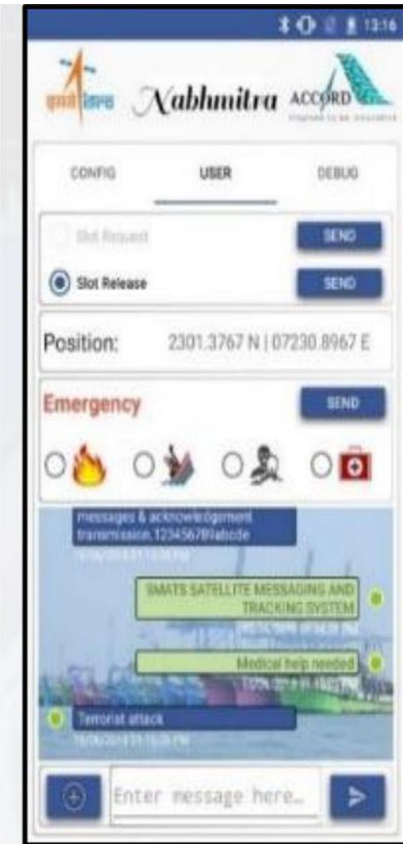 13:16
इसरो isro
Nabhmitra
ACCORD
CONFIG USER DEBUG
Slot Request SEND
Slot Release SEND
Position: 2301.3767 N | 07230.8967 E
Emergency SEND
messages & acknowledgement
transmission.123456789abcde
SMATS SATELLITE MESSAGING AND
TRACKING SYSTEM
Medical help needed
Terrorist attack
Enter message here…